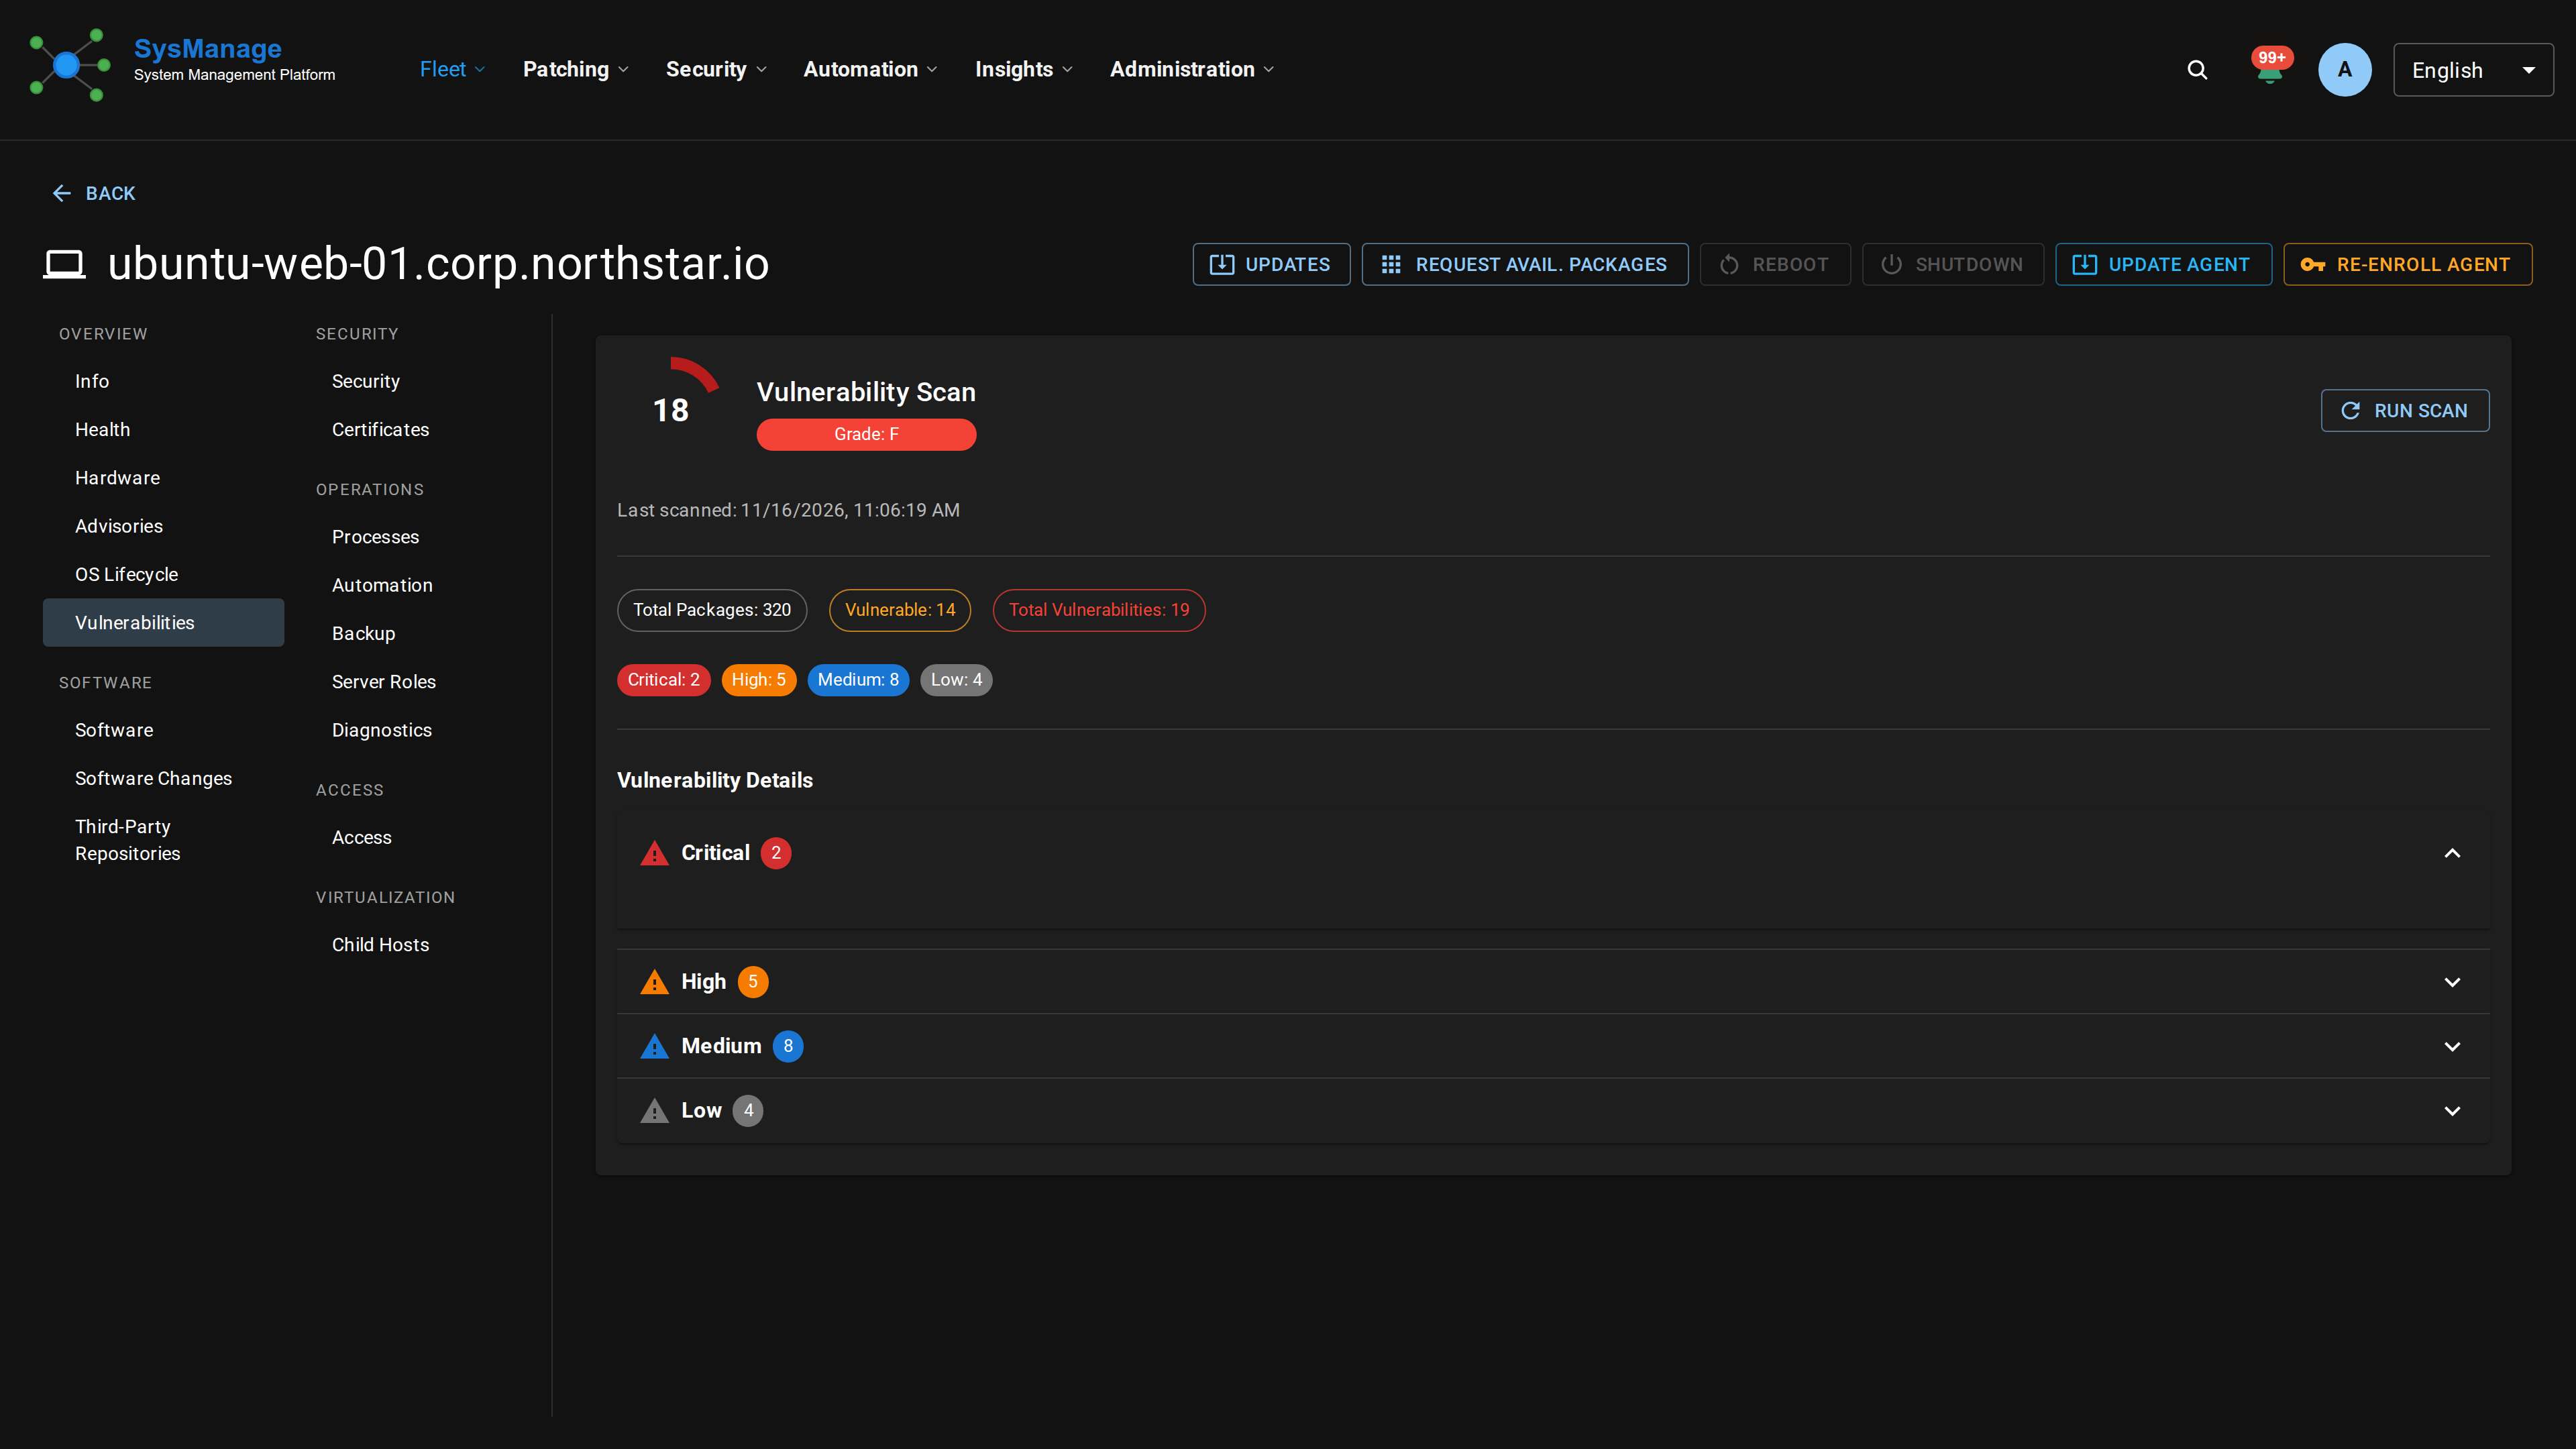 SysManage
System Management Platform
Fleet
Patching
Security
Automation
Insights
Administration
99+
A
English
BACK
ubuntu-web-01.corp.northstar.io
UPDATES
REQUEST AVAIL. PACKAGES
REBOOT
SHUTDOWN
UPDATE AGENT
RE-ENROLL AGENT
OVERVIEW
Info
Health
Hardware
Advisories
OS Lifecycle
Vulnerabilities
SOFTWARE
Software
Software Changes
Third-Party
Repositories
SECURITY
Security
Certificates
OPERATIONS
Processes
Automation
Backup
Server Roles
Diagnostics
ACCESS
Access
VIRTUALIZATION
Child Hosts
18
Vulnerability Scan
Grade: F
RUN SCAN
Last scanned: 11/16/2026, 11:06:19 AM
Total Packages: 320
Vulnerable: 14
Total Vulnerabilities: 19
Critical: 2
High: 5
Medium: 8
Low: 4
Vulnerability Details
Critical 2
High 5
Medium 8
Low 4